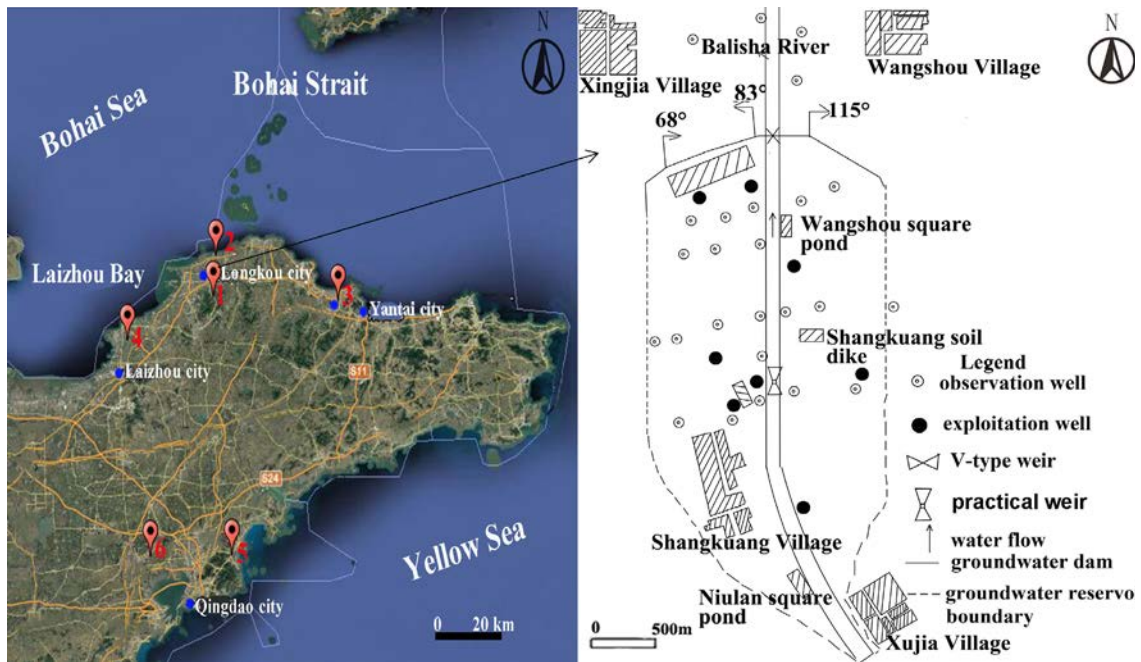 N
Bohai Strait
Bohai Sea
2
Laizhou Bay
Longkou city
1
3
Yantai city
4
Laizhou city
S11
S24
6
5
Yellow Sea
Qingdao city
0 20 km
N
Balisha River
Xingjia Village
Wangshou Village
83°
115°
68°
Wangshou square
pond
Shangkuang soil
dike
Legend
observation well
exploitation well
V-type weir
practical weir
water flow
groundwater dam
groundwater reservo
boundary
Shangkuang Village
Niulan square
pond
Xujia Village
0 500m